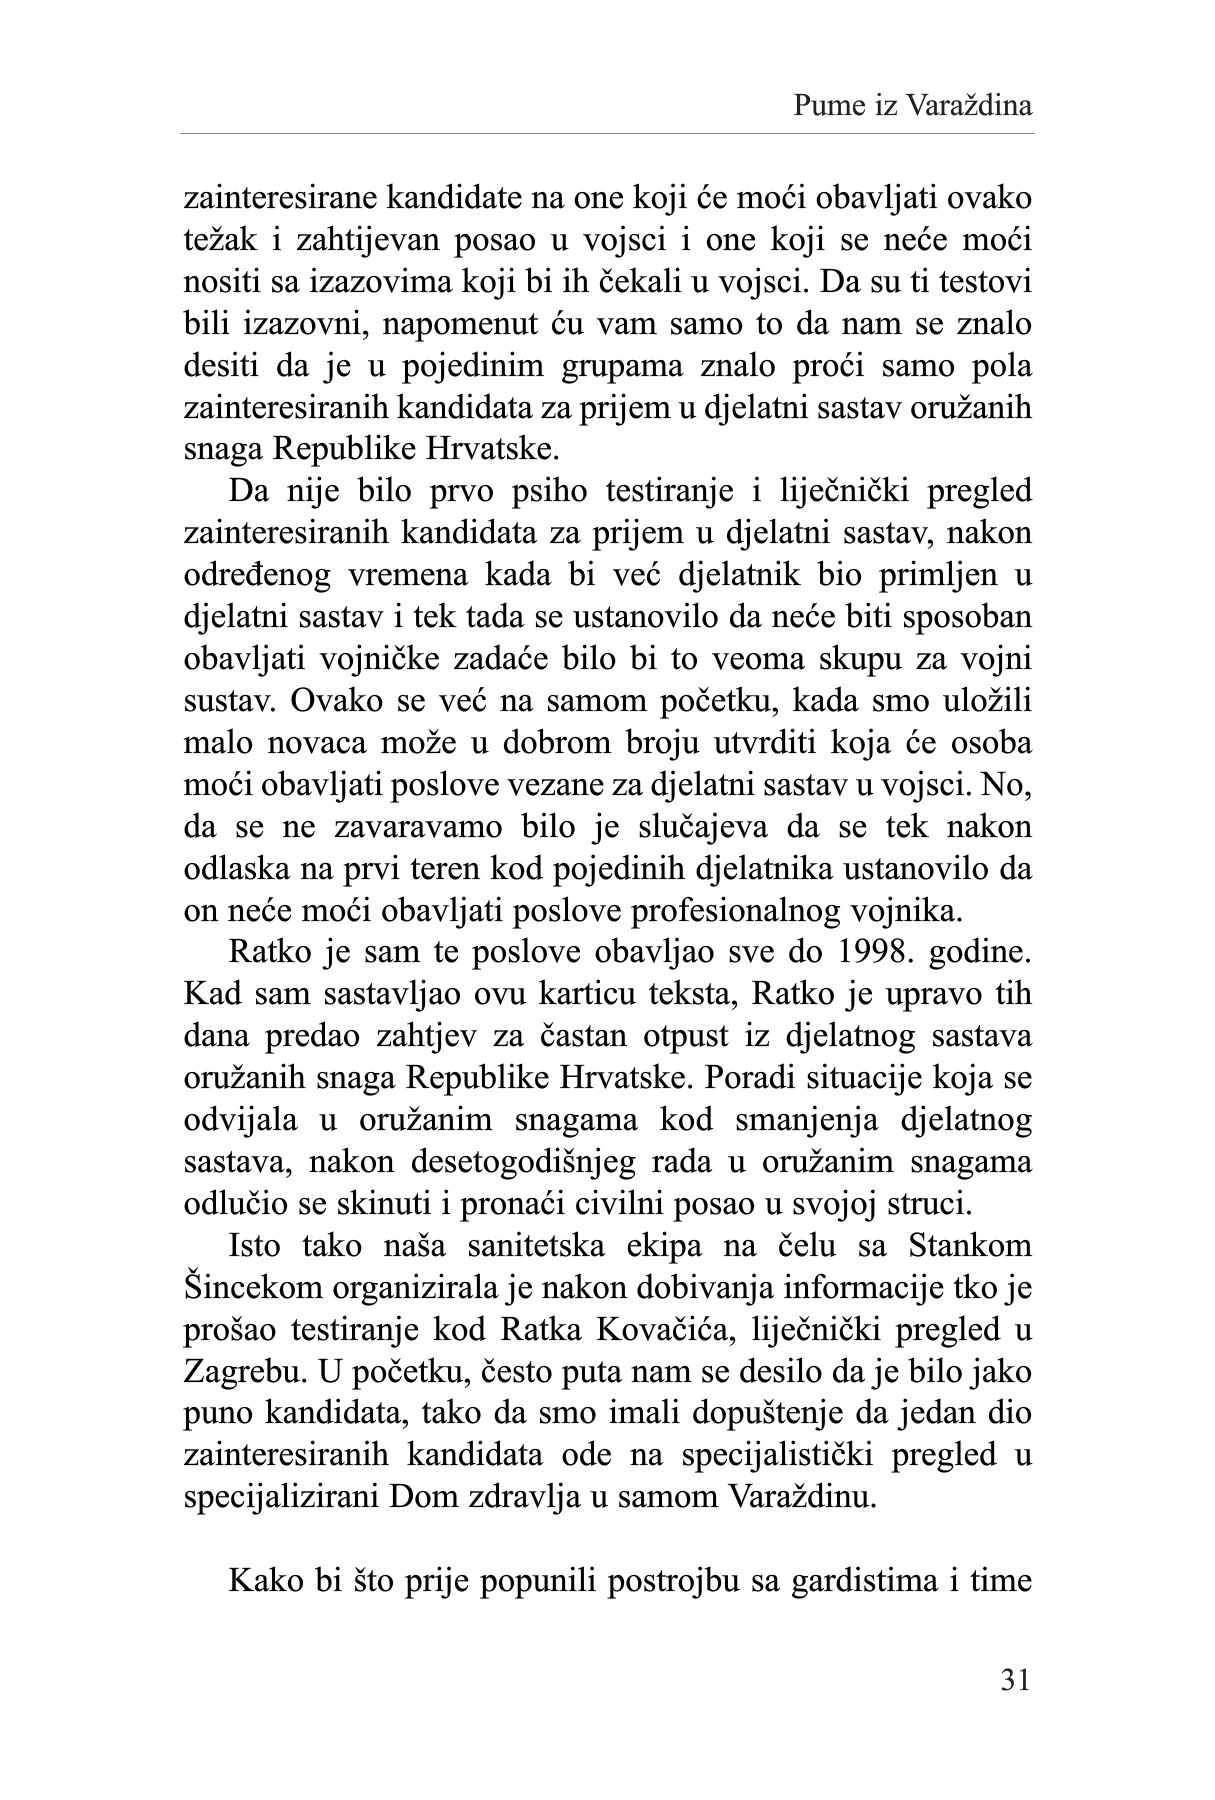 Pume iz Varaždina
zainteresirane kandidate na one koji će moći obavljati ovako
težak i zahtijevan posao u vojsci i one koji se neće moći
nositi sa izazovima koji bi ih čekali u vojsci. Da su ti testovi
bili izazovni, napomenut ću vam samo to da nam se znalo
desiti da je u pojedinim grupama znalo proći samo pola
zainteresiranih kandidata za prijem u djelatni sastav oružanih
snaga Republike Hrvatske.
Da nije bilo prvo psiho testiranje i liječnički pregled
zainteresiranih kandidata za prijem u djelatni sastav, nakon
određenog vremena kada bi već djelatnik bio primljen u
djelatni sastav i tek tada se ustanovilo da neće biti sposoban
obavljati vojničke zadaće bilo bi to veoma skupu za vojni
sustav. Ovako se već na samom početku, kada smo uložili
malo novaca može u dobrom broju utvrditi koja će osoba
moći obavljati poslove vezane za djelatni sastav u vojsci. No,
da se ne zavaravamo bilo je slučajeva da se tek nakon
odlaska na prvi teren kod pojedinih djelatnika ustanovilo da
on neće moći obavljati poslove profesionalnog vojnika.
Ratko je sam te poslove obavljao sve do 1998. godine.
Kad sam sastavljao ovu karticu teksta, Ratko je upravo tih
dana predao zahtjev za častan otpust iz djelatnog sastava
oružanih snaga Republike Hrvatske. Poradi situacije koja se
odvijala u oružanim snagama kod smanjenja djelatnog
sastava, nakon desetogodišnjeg rada u oružanim snagama
odlučio se skinuti i pronaći civilni posao u svojoj struci.
Isto tako naša sanitetska ekipa na čelu sa Stankom
Šincekom organizirala je nakon dobivanja informacije tko je
prošao testiranje kod Ratka Kovačića, liječnički pregled u
Zagrebu. U početku, često puta nam se desilo da je bilo jako
puno kandidata, tako da smo imali dopuštenje da jedan dio
zainteresiranih kandidata ode na specijalistički pregled u
specijalizirani Dom zdravlja u samom Varaždinu.
Kako bi što prije popunili postrojbu sa gardistima i time
31